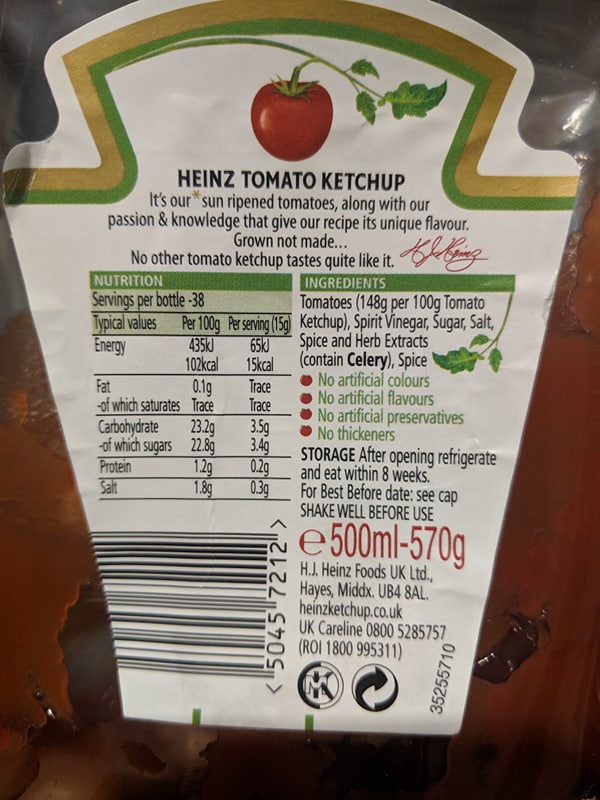 HEINZ TOMATO KETCHUP
It's our* sun ripened tomatoes, along with our
passion & knowledge that give our recipe its unique flavour.
Grown not made...
No other tomato ketchup tastes quite like it.
H.J. Heinz
NUTRITION
Servings per bottle -38
Typical values Per 100g Per serving (15g)
Energy 435kJ 65kJ
102kcal 15kcal
Fat 0.1g Trace
-of which saturates Trace Trace
Carbohydrate 23.2g 3.5g
-of which sugars 22.8g 3.4g
Protein 1.2g 0.2g
Salt 1.8g 0.3g
INGREDIENTS
Tomatoes (148g per 100g Tomato
Ketchup), Spirit Vinegar, Sugar, Salt,
Spice and Herb Extracts
(contain Celery), Spice
No artificial colours
No artificial flavours
No artificial preservatives
No thickeners
STORAGE After opening refrigerate
and eat within 8 weeks.
For Best Before date: see cap
SHAKE WELL BEFORE USE
e 500ml-570g
H.J. Heinz Foods UK Ltd.,
Hayes, Middx. UB4 8AL.
heinzketchup.co.uk
UK Careline 0800 5285757
(ROI 1800 995311)
< 5045 7212 >
35255710